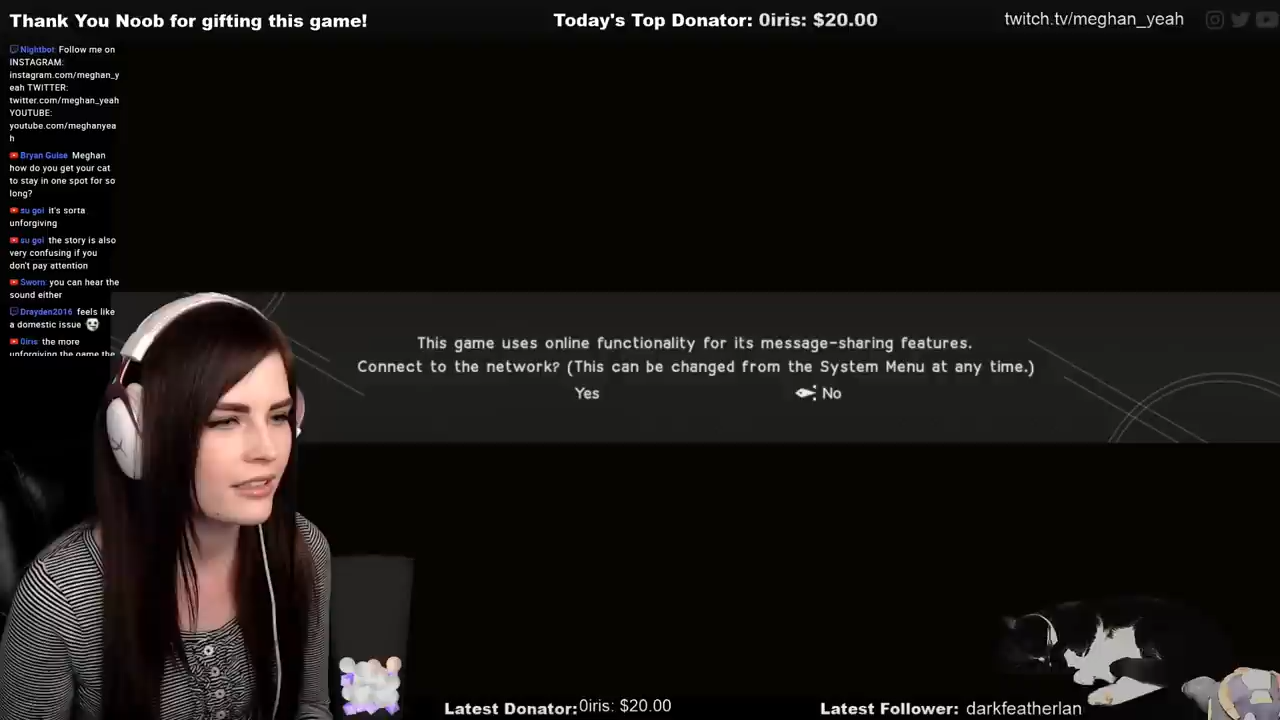 Thank You Noob for gifting this game!
Today's Top Donator: 0iris: $20.00
twitch.tv/meghan_yeah
Nightbot: Follow me on
INSTAGRAM:
instagram.com/meghan_y
eah TWITTER:
twitter.com/meghan_yeah
YOUTUBE:
youtube.com/meghanyea
h
Bryan Guise: Meghan
how do you get your cat
to stay in one spot for so
long?
su goi: it's sorta
unforgiving
su goi: the story is also
very confusing if you
don't pay attention
Sworn: you can hear the
sound either
Drayden2016: feels like
a domestic issue
0iris: the more
unforgiving the game the
This game uses online functionality for its message-sharing features.
Connect to the network? (This can be changed from the System Menu at any time.)
Yes
No
Latest Donator: 0iris: $20.00
Latest Follower: darkfeatherlan